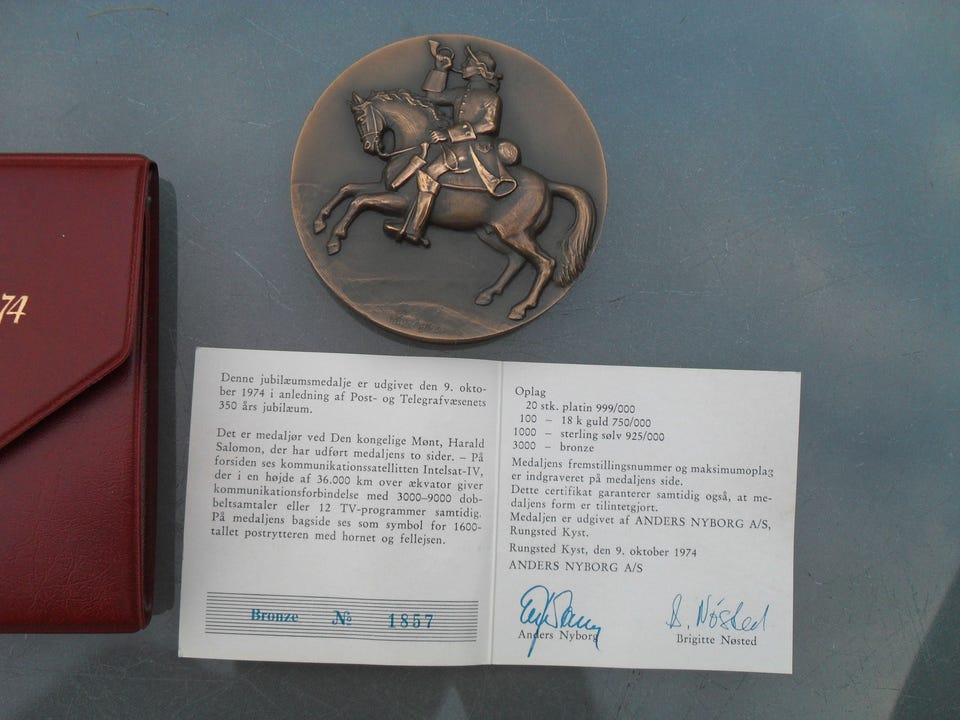 74
Denne jubilæumsmedalje er udgivet den 9. okto-
ber 1974 i anledning af Post- og Telegrafvæsenets
350 års jubilæum.
Det er medaljør ved Den kongelige Mønt, Harald
Salomon, der har udført medaljens to sider. – På
forsiden ses kommunikationssatellitten Intelsat-IV,
der i en højde af 36.000 km over ækvator giver
kommunikationsforbindelse med 3000–9000 dob-
beltsamtaler eller 12 TV-programmer samtidig.
På medaljens bagside ses som symbol for 1600-
tallet postrytteren med hornet og fellejsen.
Bronze № 1857
Oplag
20 stk. platin 999/000
100 – 18 k guld 750/000
1000 – sterling sølv 925/000
3000 – bronze
Medaljens fremstillingsnummer og maksimumoplag
er indgraveret på medaljens side.
Dette certifikat garanterer samtidig også, at me-
daljens form er tilintetgjort.
Medaljen er udgivet af ANDERS NYBORG A/S,
Rungsted Kyst.
Rungsted Kyst, den 9. oktober 1974
ANDERS NYBORG A/S
B. Nøsted
Anders Nyborg
Brigitte Nøsted